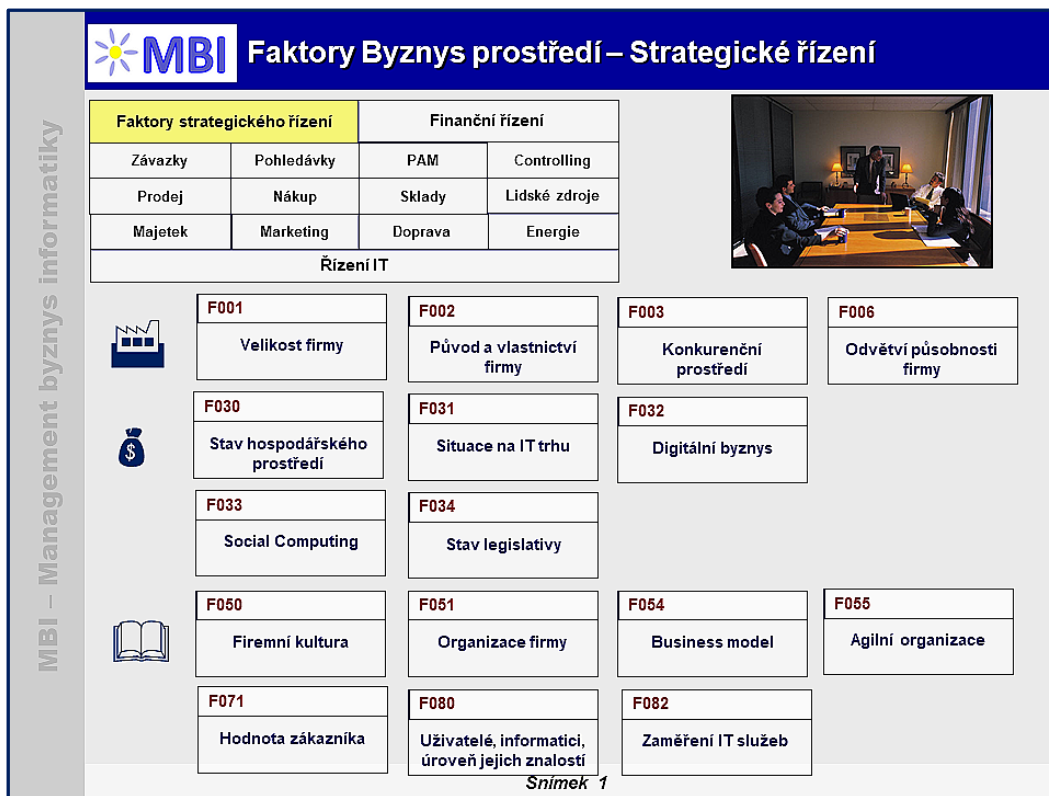 MBI
Faktory Byznys prostředí – Strategické řízení
MBI – Management byznys informatiky
Faktory strategického řízení
Finanční řízení
Závazky
Pohledávky
PAM
Controlling
Prodej
Nákup
Sklady
Lidské zdroje
Majetek
Marketing
Doprava
Energie
Řízení IT
F001
Velikost firmy
F002
Původ a vlastnictví
firmy
F003
Konkurenční
prostředí
F006
Odvětví působnosti
firmy
F030
Stav hospodářského
prostředí
F031
Situace na IT trhu
F032
Digitální byznys
F033
Social Computing
F034
Stav legislativy
F050
Firemní kultura
F051
Organizace firmy
F054
Business model
F055
Agilní organizace
F071
Hodnota zákazníka
F080
Uživatelé, informatici,
úroveň jejich znalostí
F082
Zaměření IT služeb
$
Snímek 1